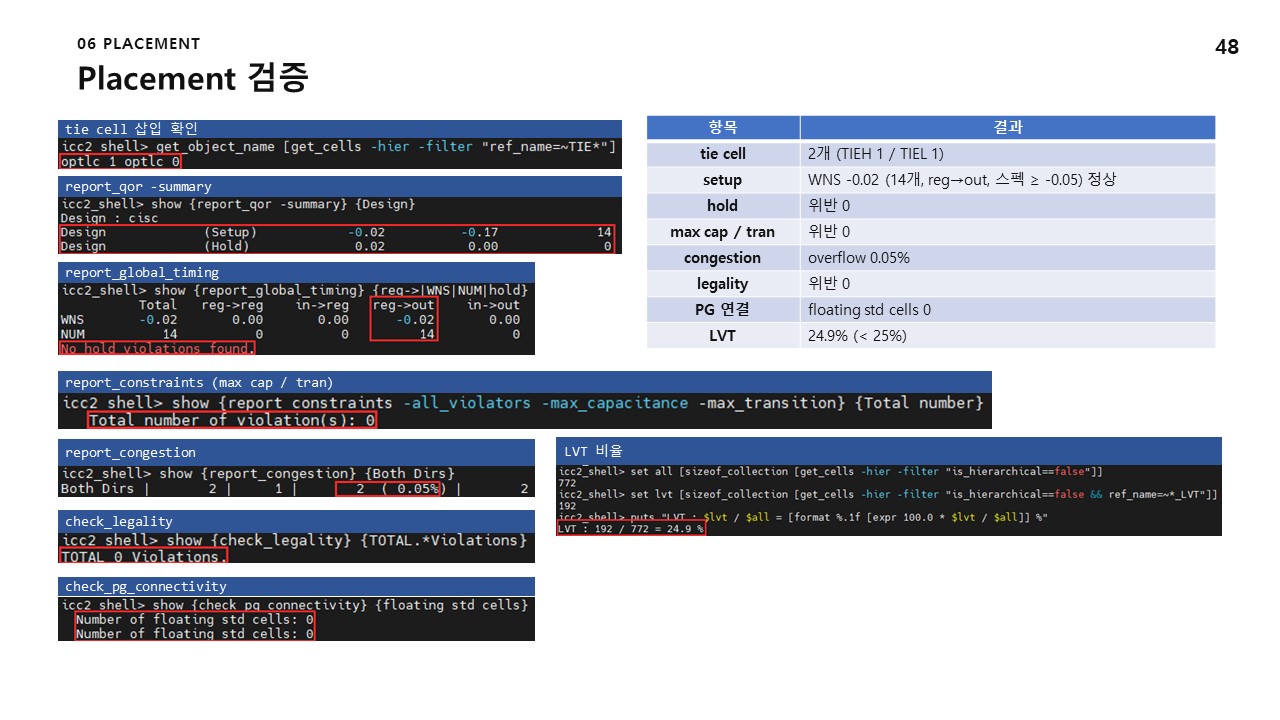 06 PLACEMENT
48
Placement 검증
tie cell 삽입 확인
icc2_shell> get_object_name [get_cells -hier -filter "ref_name=~TIE*"]
optlc_1 optlc_0
report_qor -summary
icc2_shell> show {report_qor -summary} {Design}
Design : cisc
Design (Setup) -0.02 -0.17 14
Design (Hold) 0.02 0.00 0
report_global_timing
icc2_shell> show {report_global_timing} {reg->|WNS|NUM|hold}
Total reg->reg in->reg reg->out in->out
WNS -0.02 0.00 0.00 -0.02 0.00
NUM 14 0 0 14 0
No hold violations found.
항목 결과
tie cell 2개 (TIEH 1 / TIEL 1)
setup WNS -0.02 (14개, reg→out, 스펙 ≥ -0.05) 정상
hold 위반 0
max cap / tran 위반 0
congestion overflow 0.05%
legality 위반 0
PG 연결 floating std cells 0
LVT 24.9% (< 25%)
report_constraints (max cap / tran)
icc2_shell> show {report_constraints -all_violators -max_capacitance -max_transition} {Total number}
Total number of violation(s): 0
report_congestion
icc2_shell> show {report_congestion} {Both Dirs}
Both Dirs | 2 | 1 | 2 ( 0.05%) | 2
check_legality
icc2_shell> show {check_legality} {TOTAL.*Violations}
TOTAL 0 Violations.
check_pg_connectivity
icc2_shell> show {check_pg_connectivity} {floating std cells}
Number of floating std cells: 0
Number of floating std cells: 0
LVT 비율
icc2_shell> set all [sizeof_collection [get_cells -hier -filter "is_hierarchical==false"]]
772
icc2_shell> set lvt [sizeof_collection [get_cells -hier -filter "is_hierarchical==false && ref_name=~*_LVT"]]
192
icc2_shell> puts "LVT : $lvt / $all = [format %.1f [expr 100.0 * $lvt / $all]] %"
LVT : 192 / 772 = 24.9 %